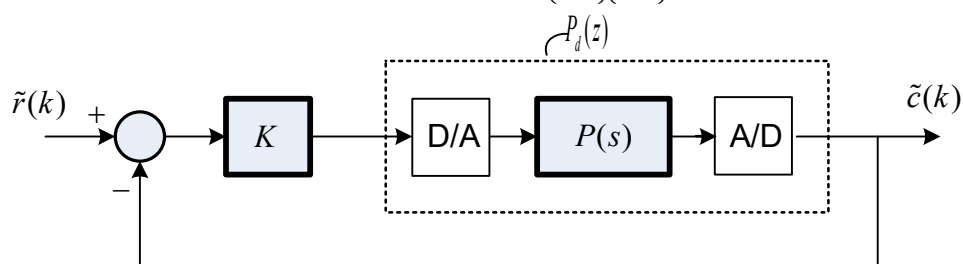 P_d(z)
r̃(k)
+
K
D/A
P(s)
A/D
c̃(k)
−